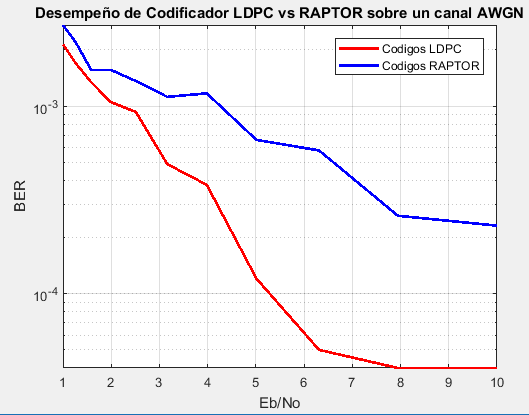 Desempeño de Codificador LDPC vs RAPTOR sobre un canal AWGN
Codigos LDPC
Codigos RAPTOR
10-3
10-4
BER
1 2 3 4 5 6 7 8 9 10
Eb/No